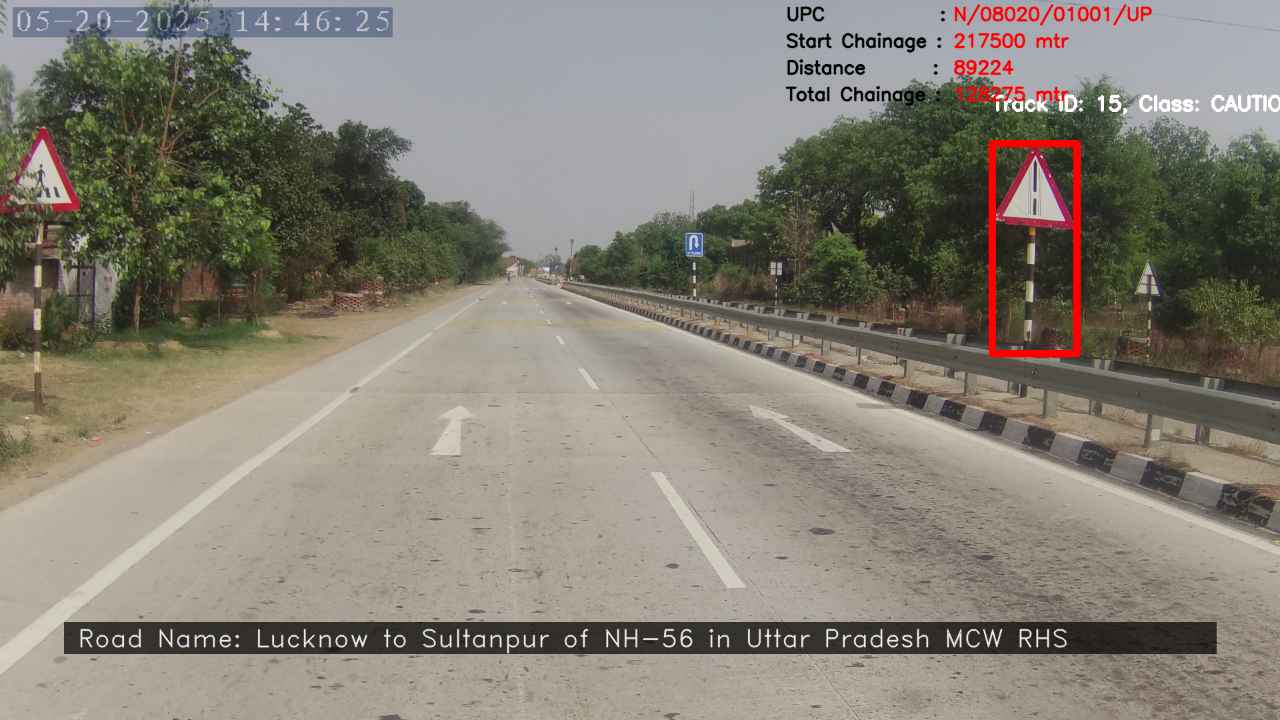 05-20-2025 14:46:25
UPC : N/08020/01001/UP
Start Chainage : 217500 mtr
Distance : 89224
Total Chainage : 128275 mtr
Track ID: 15, Class: CAUTIO
Road Name: Lucknow to Sultanpur of NH-56 in Uttar Pradesh MCW RHS